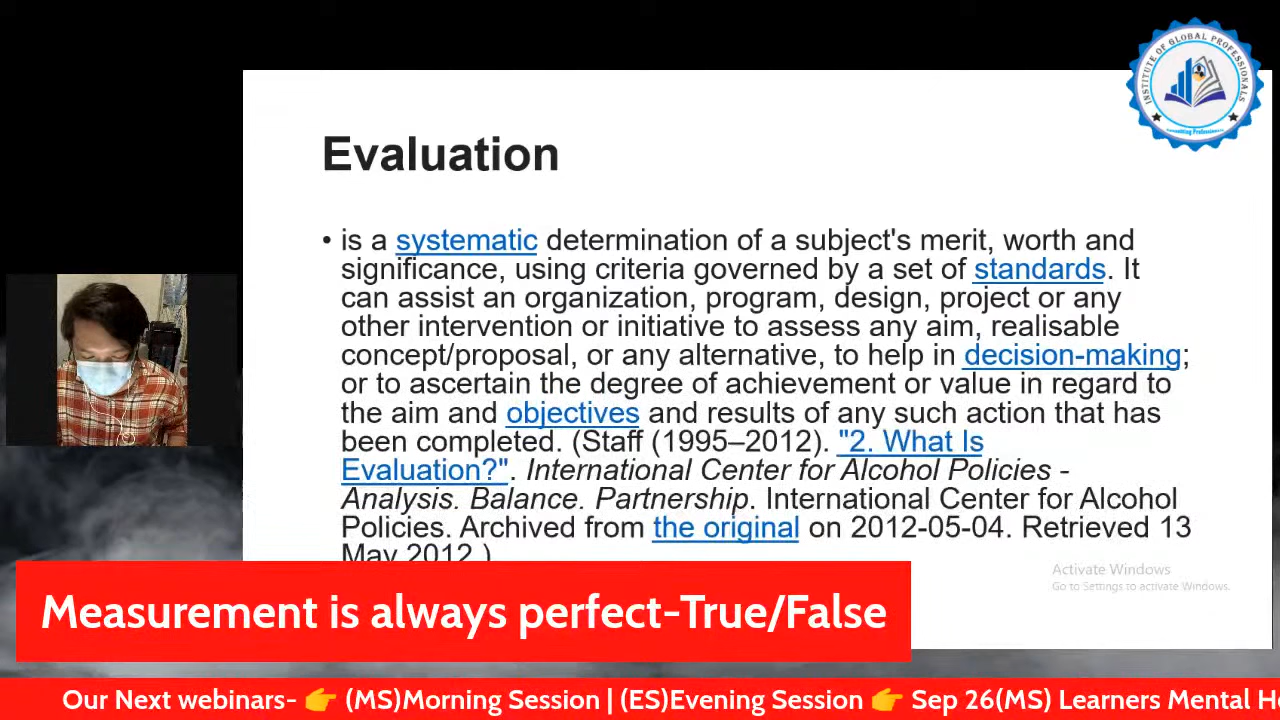 INSTITUTE OF GLOBAL PROFESSIONALS
Evaluation
• is a systematic determination of a subject's merit, worth and
significance, using criteria governed by a set of standards. It
can assist an organization, program, design, project or any
other intervention or initiative to assess any aim, realisable
concept/proposal, or any alternative, to help in decision-making;
or to ascertain the degree of achievement or value in regard to
the aim and objectives and results of any such action that has
been completed. (Staff (1995–2012). "2. What Is
Evaluation?". International Center for Alcohol Policies -
Analysis. Balance. Partnership. International Center for Alcohol
Policies. Archived from the original on 2012-05-04. Retrieved 13
May 2012.)
Activate Windows
Go to Settings to activate Windows.
Measurement is always perfect-True/False
Our Next webinars- 👉 (MS)Morning Session | (ES)Evening Session 👉 Sep 26(MS) Learners Mental